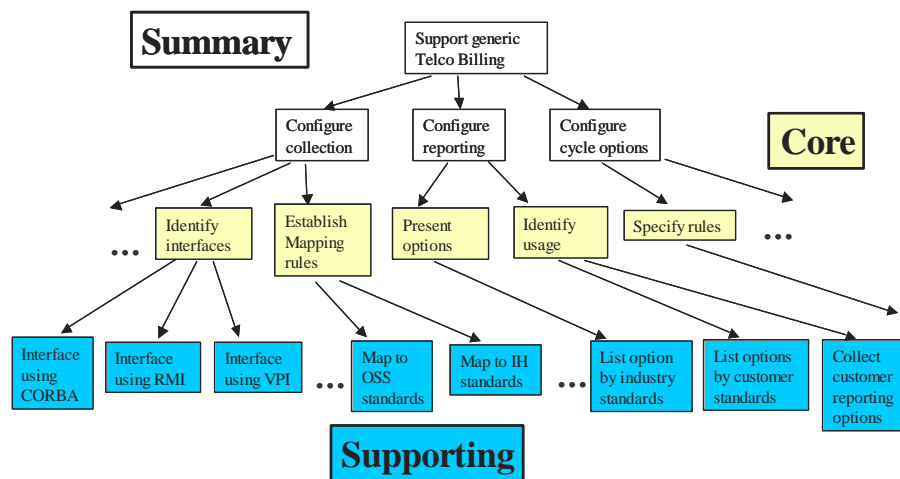 Summary
Support generic
Telco Billing
Configure
collection
Configure
reporting
Configure
cycle options
Core
...
Identify
interfaces
Establish
Mapping
rules
Present
options
Identify
usage
Specify rules
...
Interface
using
CORBA
Interface
using RMI
Interface
using VPI
...
Map to
OSS
standards
Map to IH
standards
...
List option
by industry
standards
List options
by customer
standards
Collect
customer
reporting
options
Supporting